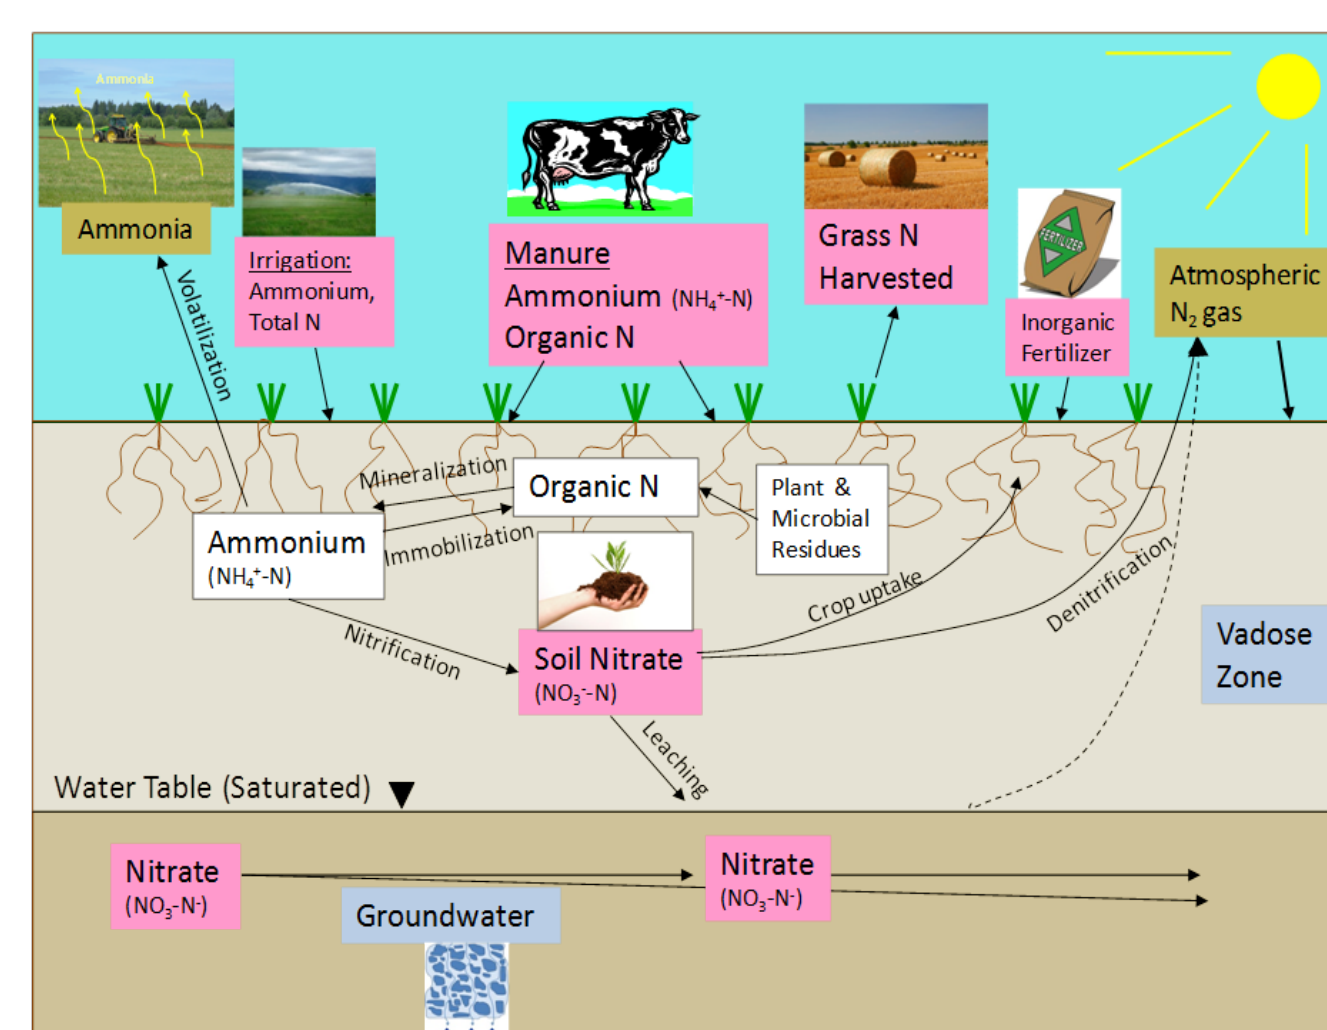 Ammonia
Ammonia
Volatilization
Irrigation:
Ammonium,
Total N
Manure
Ammonium (NH₄⁺-N)
Organic N
Grass N
Harvested
FERTILIZER
Inorganic
Fertilizer
Atmospheric
N₂ gas
Mineralization
Organic N
Immobilization
Ammonium
(NH₄⁺-N)
Plant &
Microbial
Residues
Nitrification
Soil Nitrate
(NO₃⁻-N)
Crop uptake
Denitrification
Leaching
Vadose
Zone
Water Table (Saturated)
Nitrate
(NO₃-N⁻)
Nitrate
(NO₃-N⁻)
Groundwater